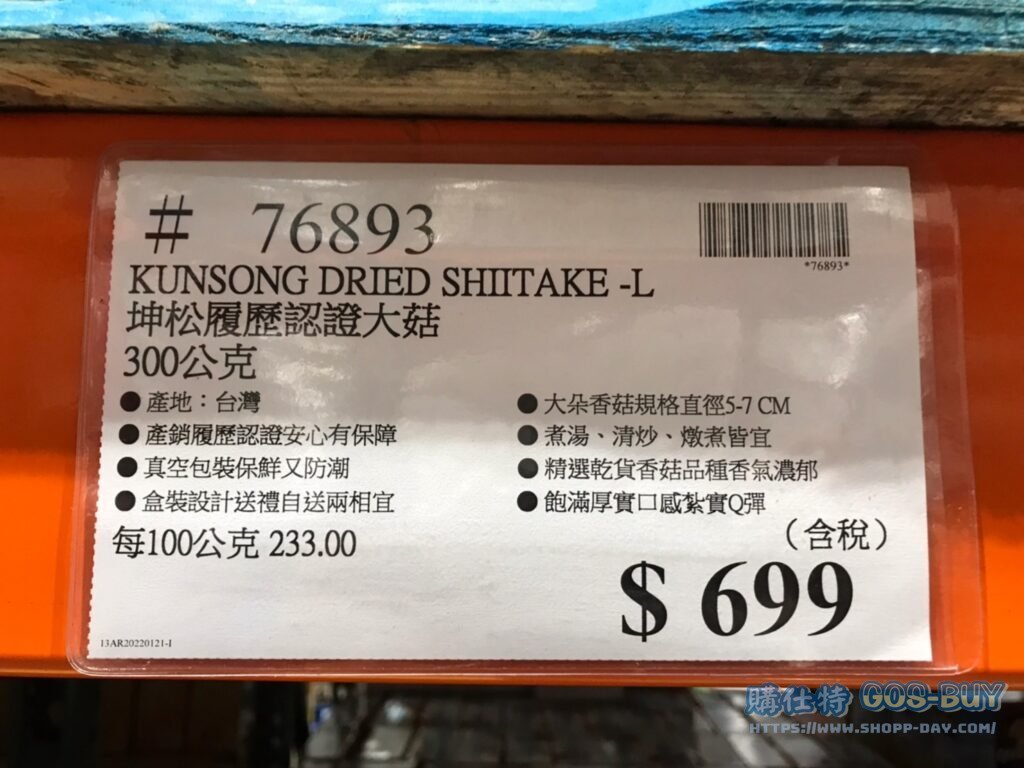 # 76893
*76893*
KUNSONG DRIED SHIITAKE -L
坤松履歷認證大菇
300公克
● 產地：台灣
● 產銷履歷認證安心有保障
● 真空包裝保鮮又防潮
● 盒裝設計送禮自送兩相宜
● 大朵香菇規格直徑5-7 CM
● 煮湯、清炒、燉煮皆宜
● 精選乾貨香菇品種香氣濃郁
● 飽滿厚實口感紮實Q彈
每100公克 233.00
（含稅）
$ 699
13AR20220121-I
購仕特 GOS-BUY
HTTPS://WWW.SHOPP-DAY.COM/